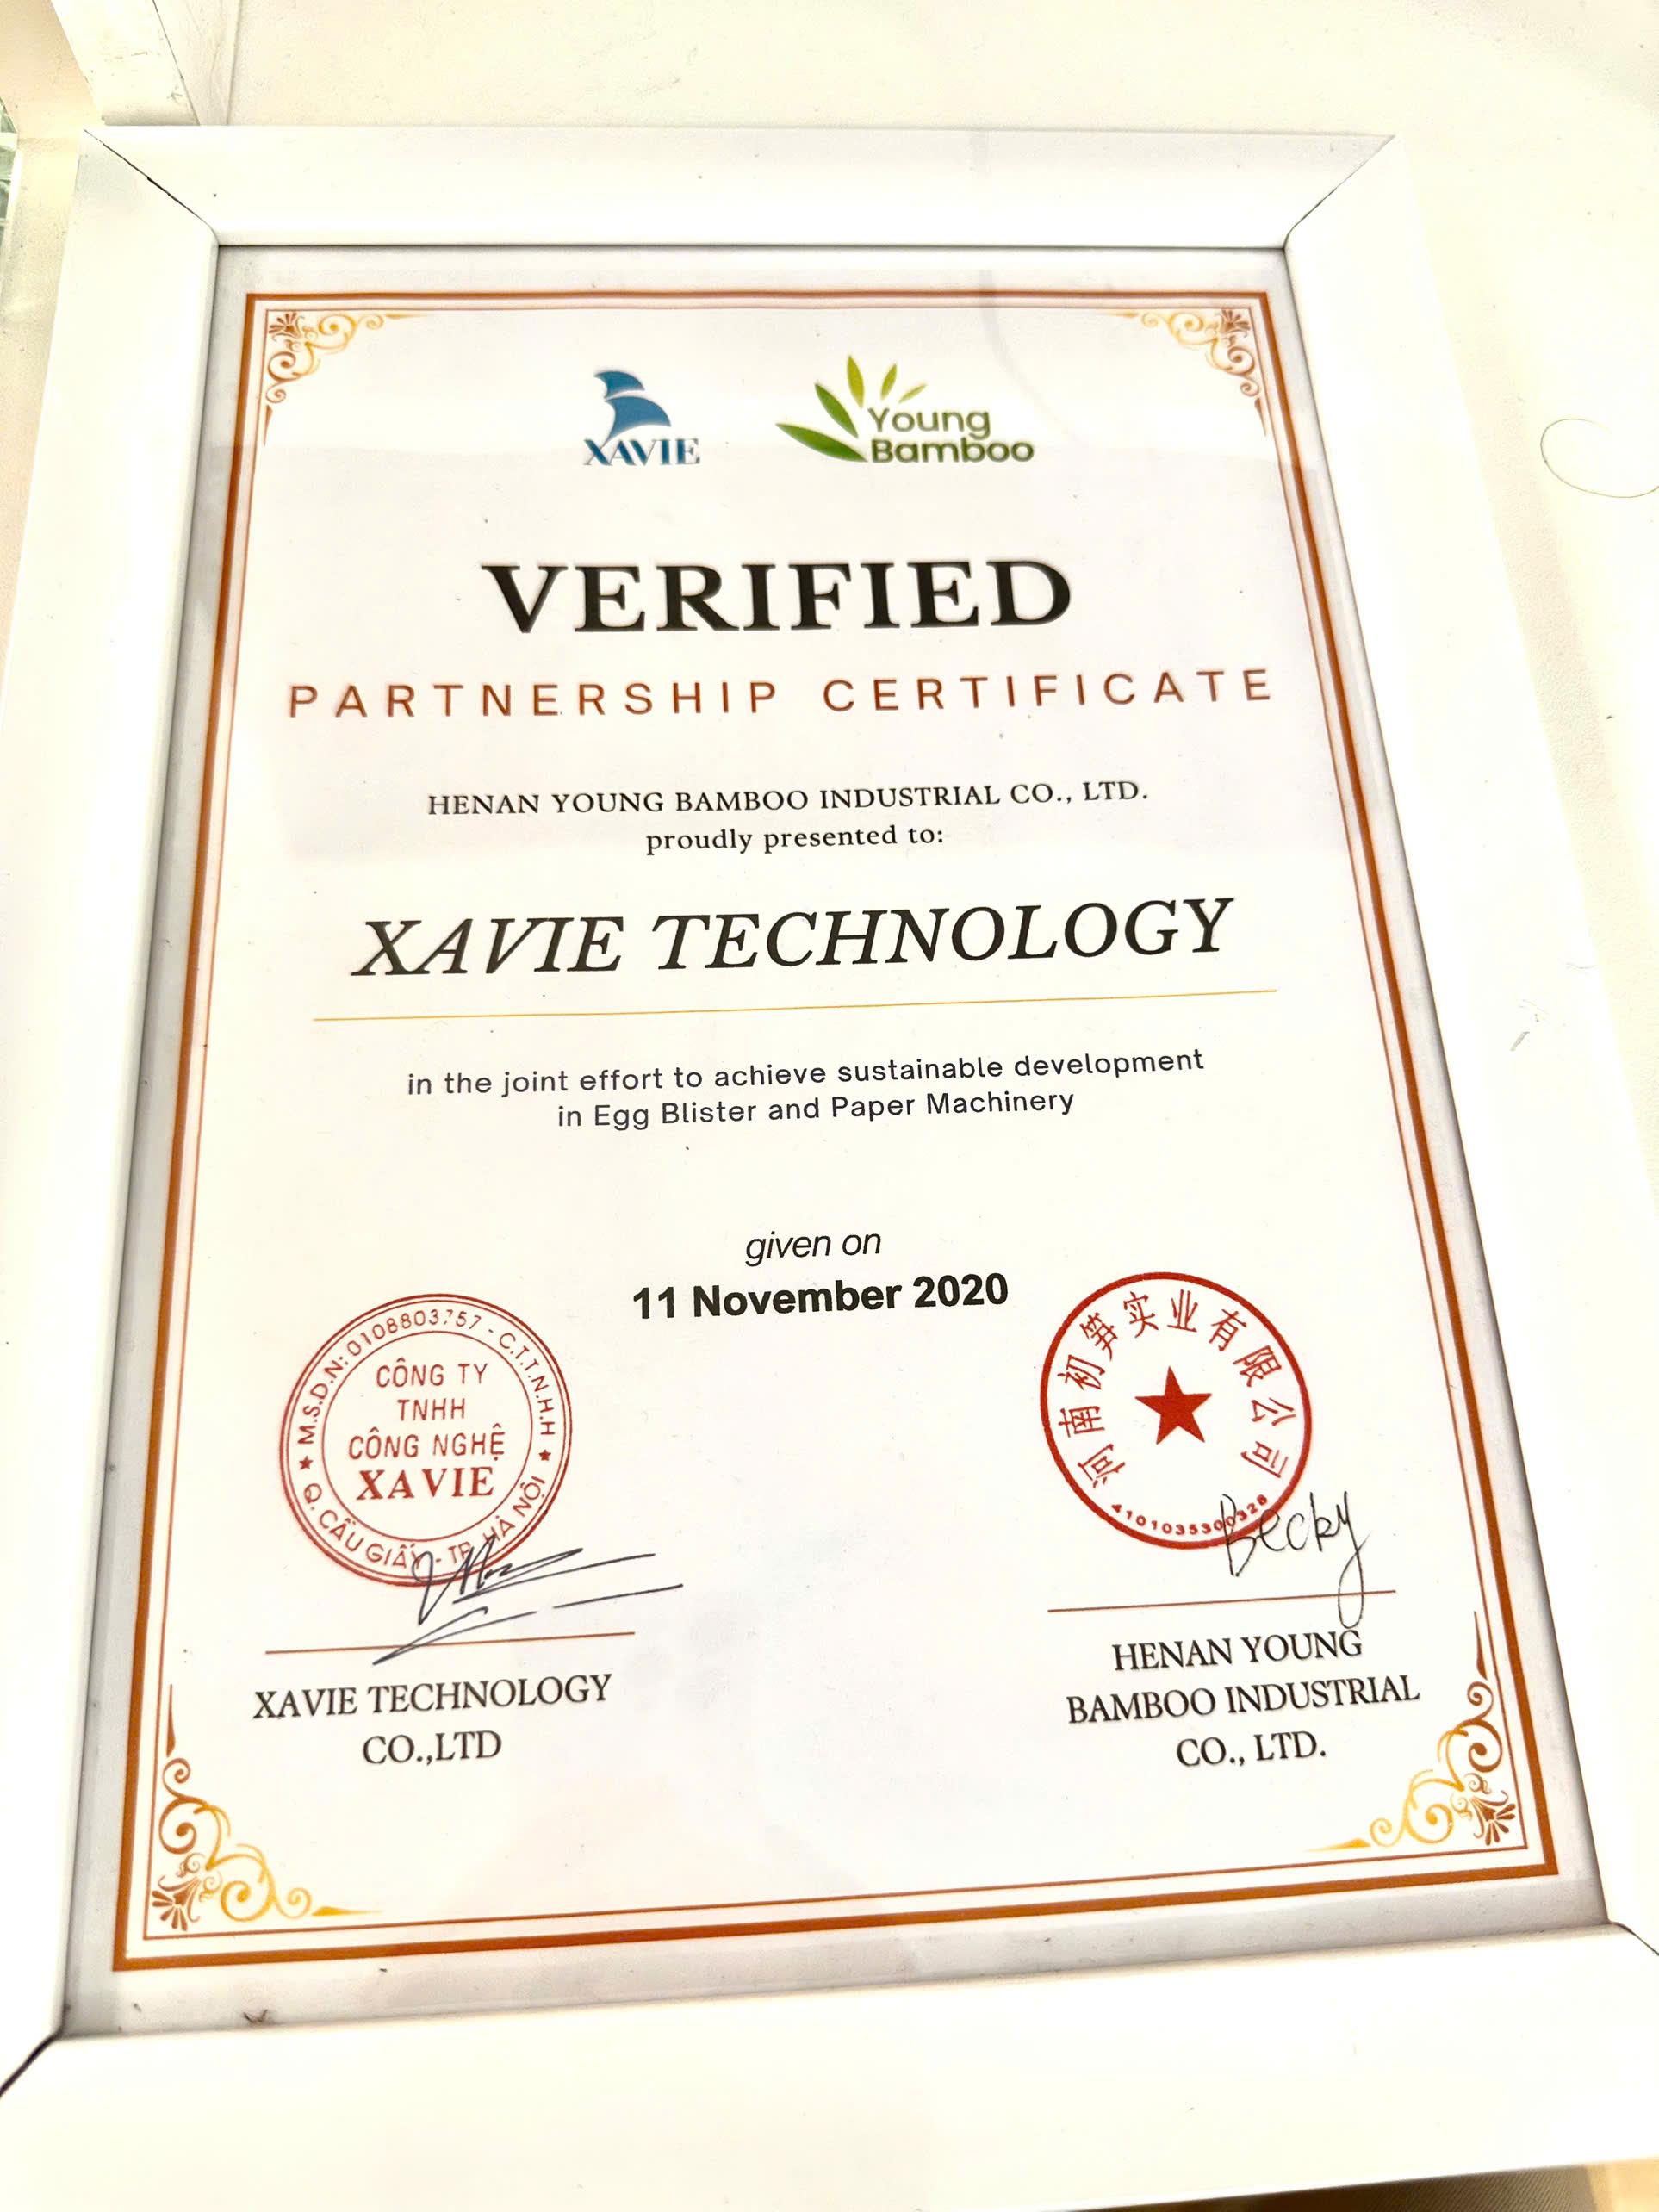 XAVIE
Young
Bamboo
VERIFIED
PARTNERSHIP CERTIFICATE
HENAN YOUNG BAMBOO INDUSTRIAL CO., LTD.
proudly presented to:
XAVIE TECHNOLOGY
in the joint effort to achieve sustainable development
in Egg Blister and Paper Machinery
given on
11 November 2020
M.S.D.N: 0108803757 - C.T.T.N.H.H
CÔNG TY
TNHH
CÔNG NGHỆ
XAVIE
Q. CẦU GIẤY - TP. HÀ NỘI
河南初笋实业有限公司
4101035300328
Becky
XAVIE TECHNOLOGY
CO.,LTD
HENAN YOUNG
BAMBOO INDUSTRIAL
CO., LTD.